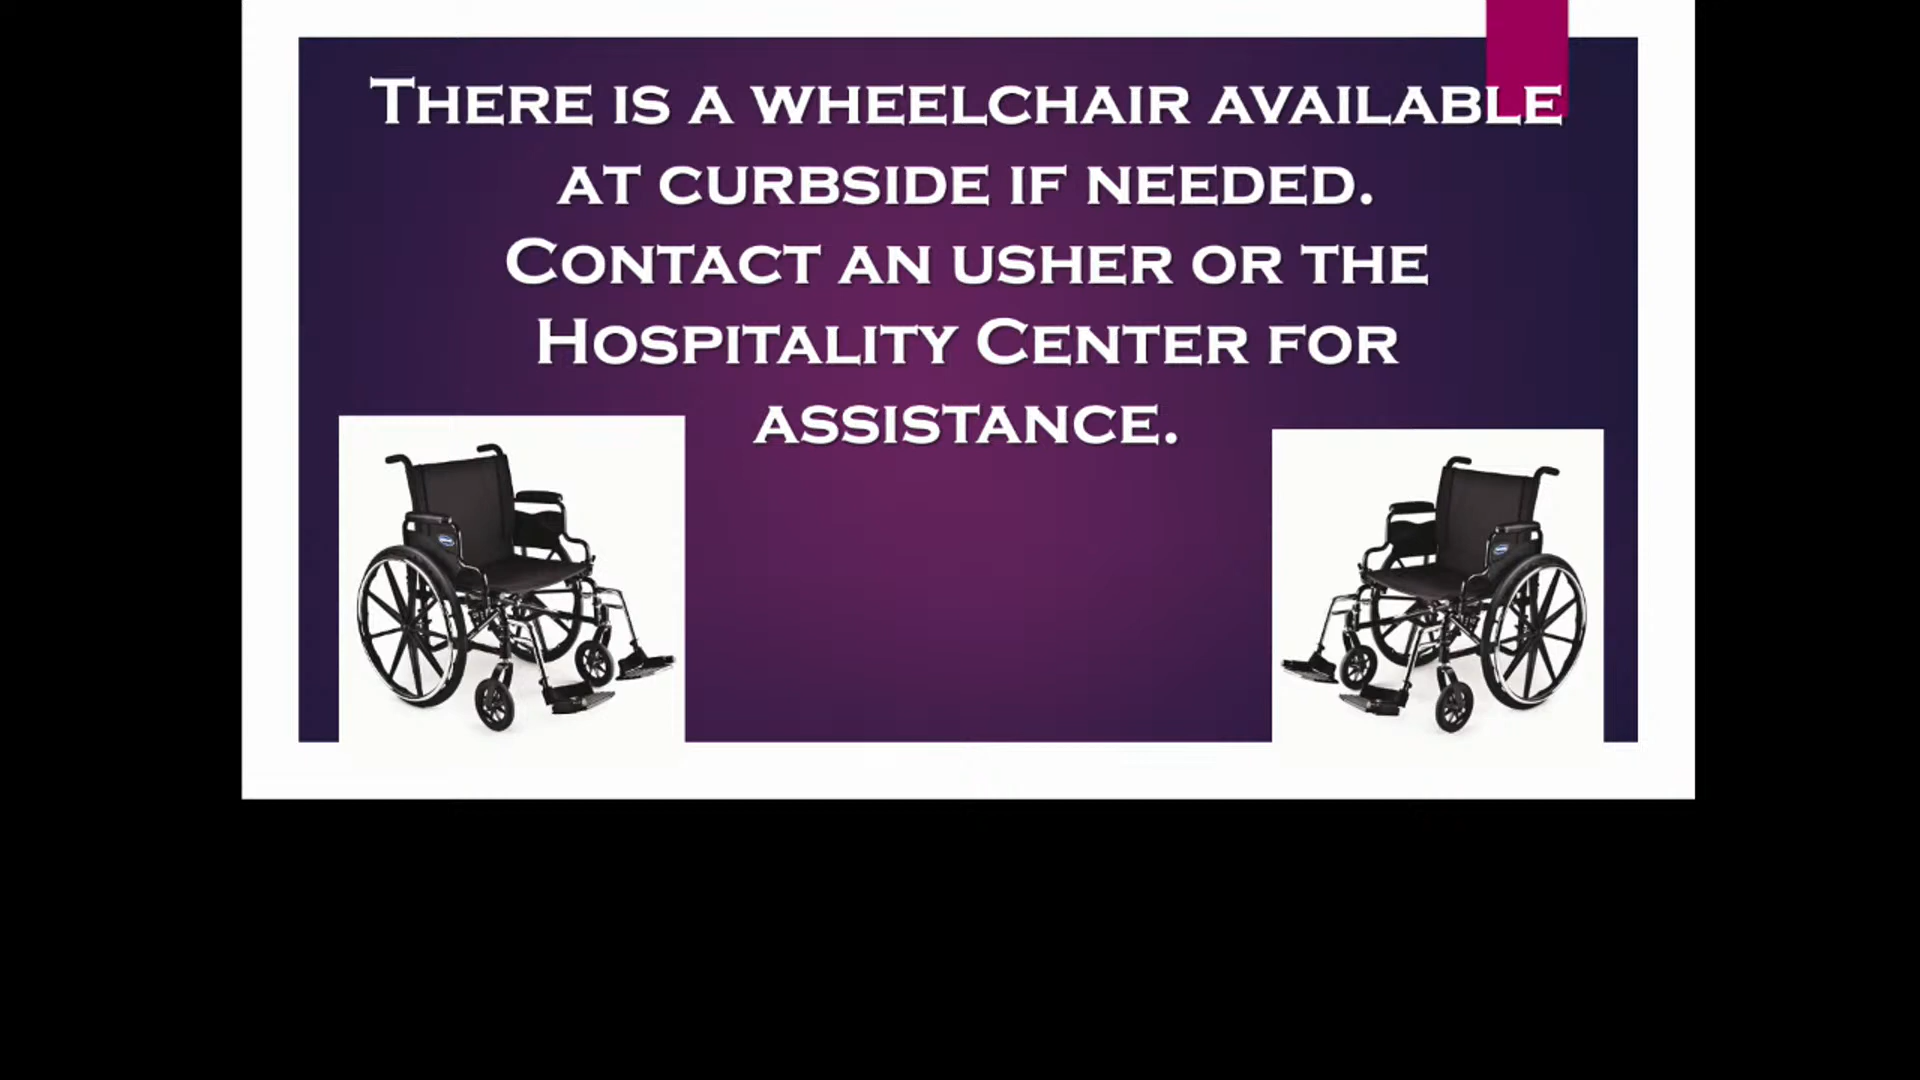 There is a wheelchair available
at curbside if needed.
Contact an usher or the
Hospitality Center for
assistance.